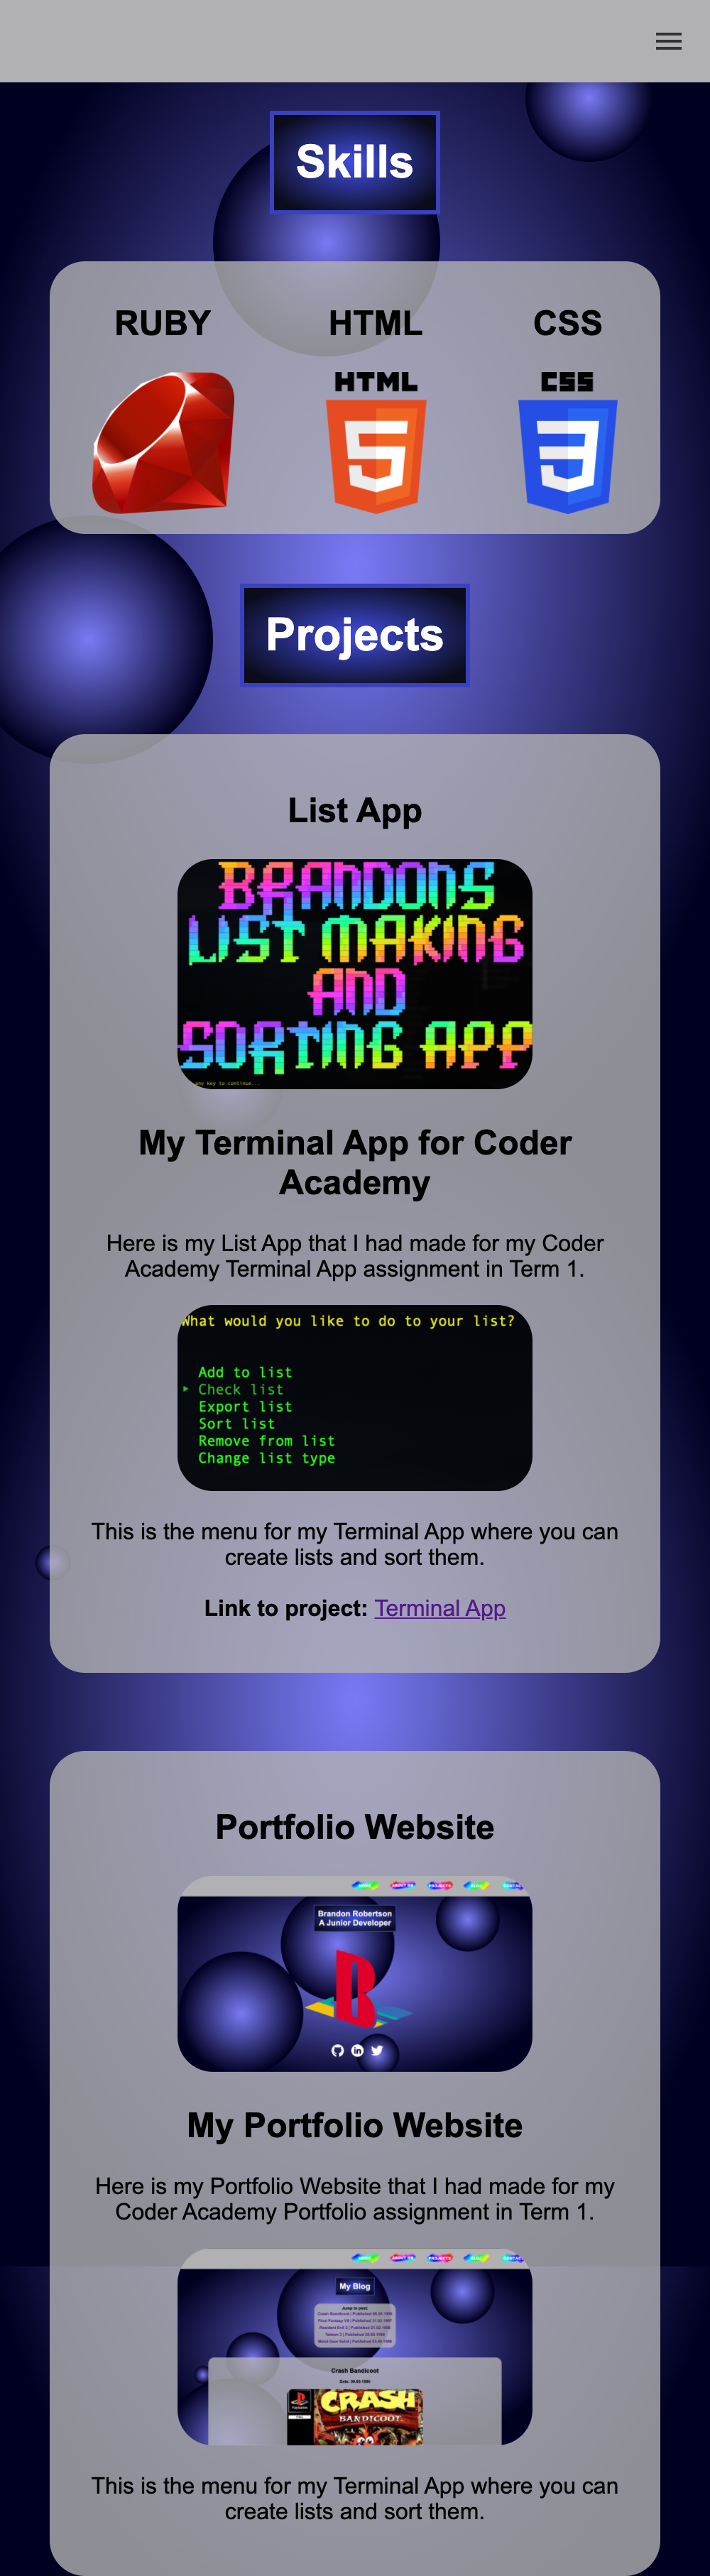 Skills
RUBY HTML CSS
HTML CSS
Projects
List App
BRANDONS
LIST MAKING
AND
SORTING APP
any key to continue...
My Terminal App for Coder
Academy
Here is my List App that I had made for my Coder
Academy Terminal App assignment in Term 1.
What would you like to do to your list?
Add to list
‣ Check list
Export list
Sort list
Remove from list
Change list type
This is the menu for my Terminal App where you can
create lists and sort them.
Link to project: Terminal App
Portfolio Website
Brandon Robertson
A Junior Developer
My Portfolio Website
Here is my Portfolio Website that I had made for my
Coder Academy Portfolio assignment in Term 1.
My Blog
Crash Bandicoot
CRASH
BANDICOOT
This is the menu for my Terminal App where you can
create lists and sort them.